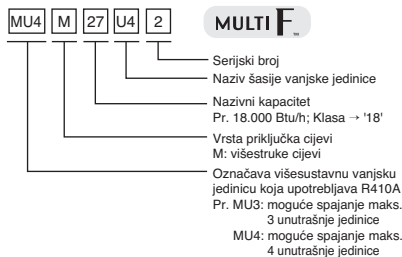 MU4 M 27 U4 2 MULTI F™
Serijski broj
Naziv šasije vanjske jedinice
Nazivni kapacitet
Pr. 18.000 Btu/h; Klasa → '18'
Vrsta priključka cijevi
M: višestruke cijevi
Označava višesustavnu vanjsku
jedinicu koja upotrebljava R410A
Pr. MU3: moguće spajanje maks.
3 unutrašnje jedinice
MU4: moguće spajanje maks.
4 unutrašnje jedinice